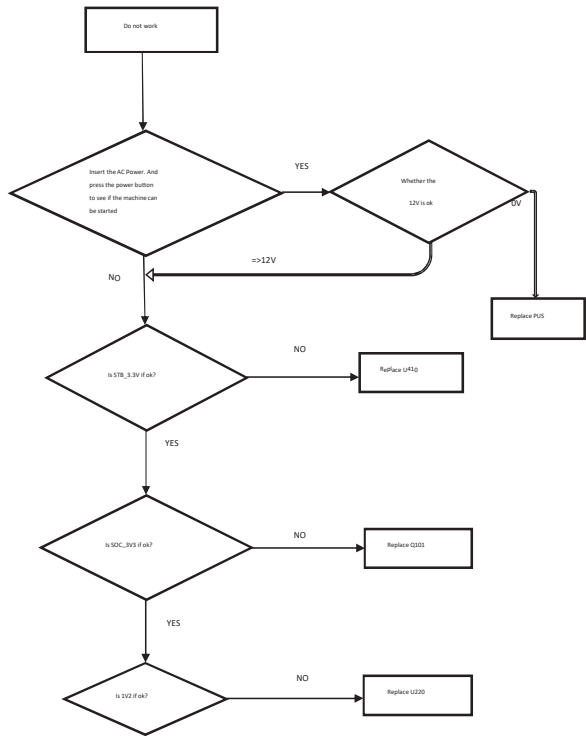 Do not work
Insert the AC Power. And
press the power button
to see if the machine can
be started
YES
Whether the
12V is ok
0V
=>12V
NO
Replace PUS
Is STB_3.3V if ok?
NO
Replace U410
YES
Is SOC_3V3 if ok?
NO
Replace Q101
YES
Is 1V2 if ok?
NO
Replace U220